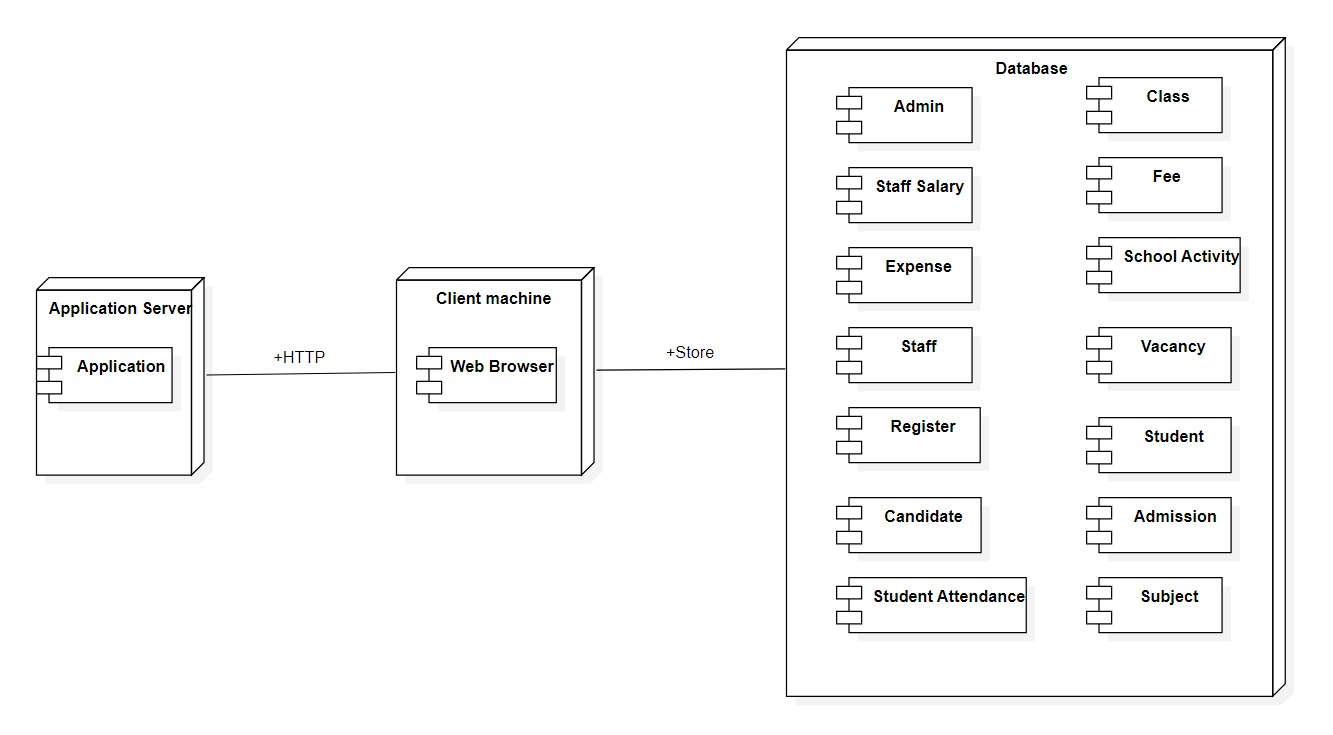 Application Server
Application
+HTTP
Client machine
Web Browser
+Store
Database
Admin
Class
Staff Salary
Fee
Expense
School Activity
Staff
Vacancy
Register
Student
Candidate
Admission
Student Attendance
Subject